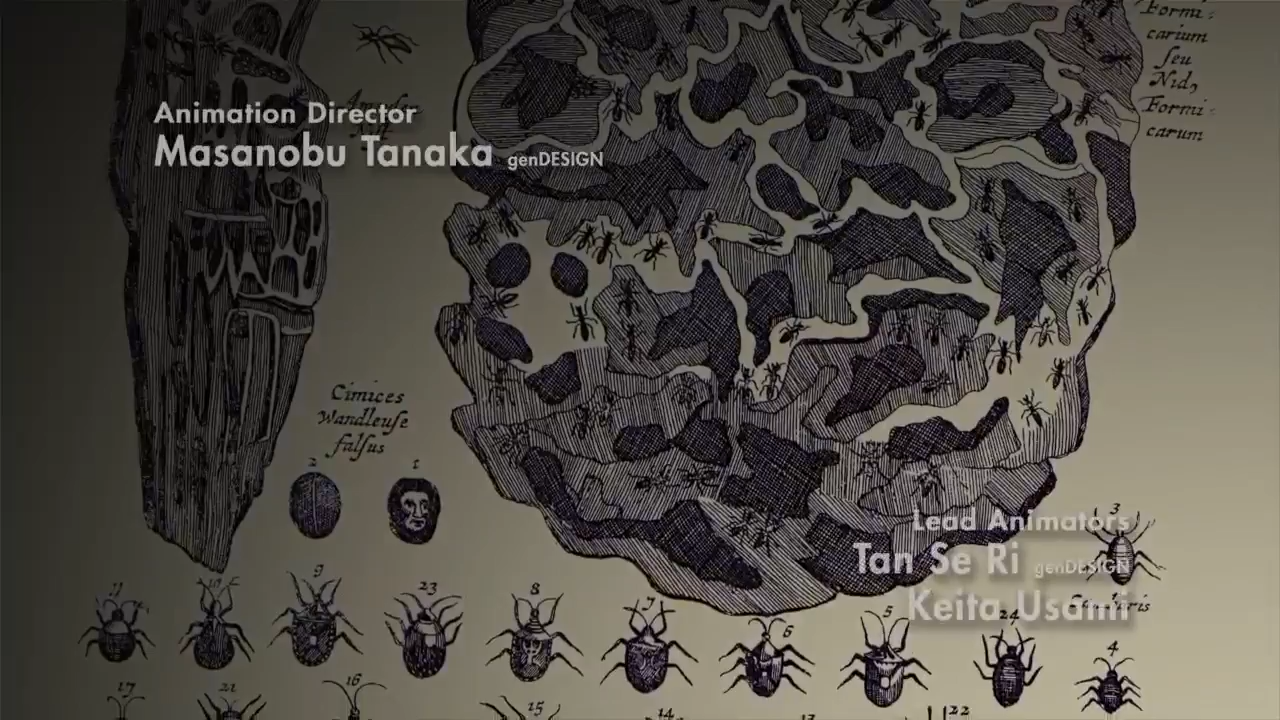 Formi-
carium
seu
Nid,
Formi-
carum
Animation Director
Masanobu Tanaka genDESIGN
Cimices
Wandleuse
falsus
2 1
Lead Animators
3
Tan Se Ri genDESIGN
Keita Usami
11 10 9 23 8 7 6 5 24 4
17 21 16 15 14 13 22